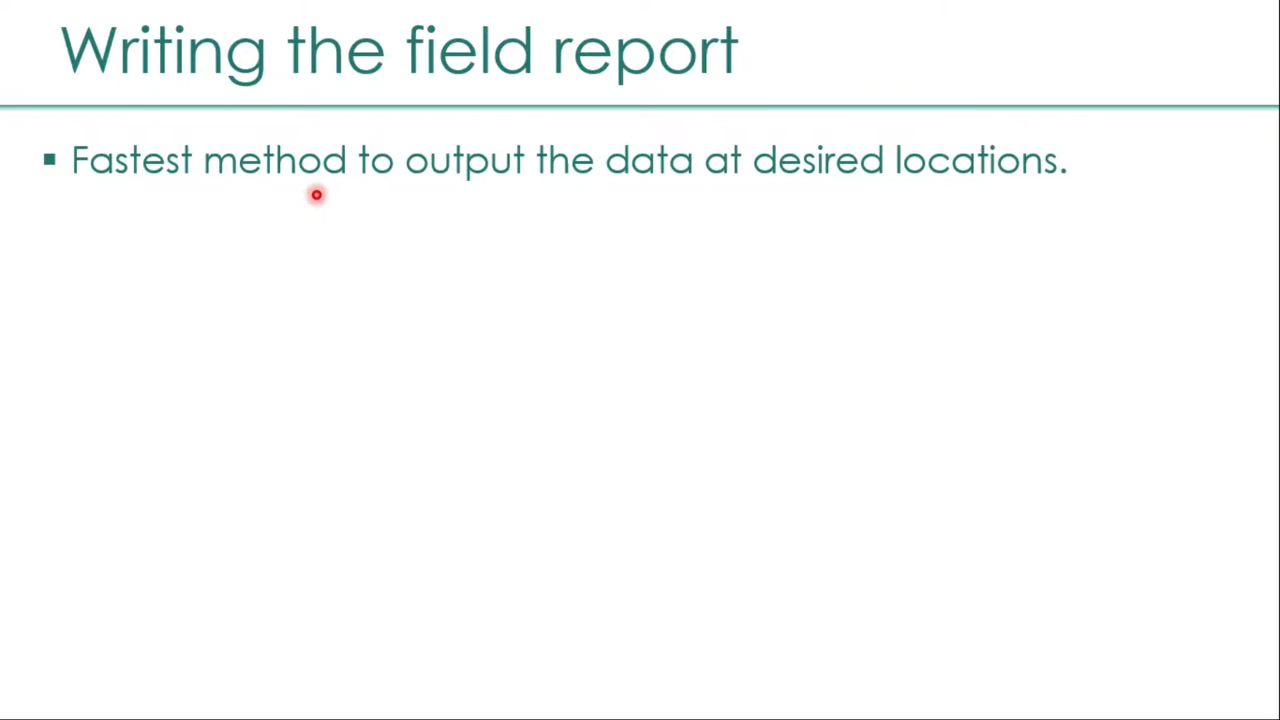 Writing the field report
▪ Fastest method to output the data at desired locations.